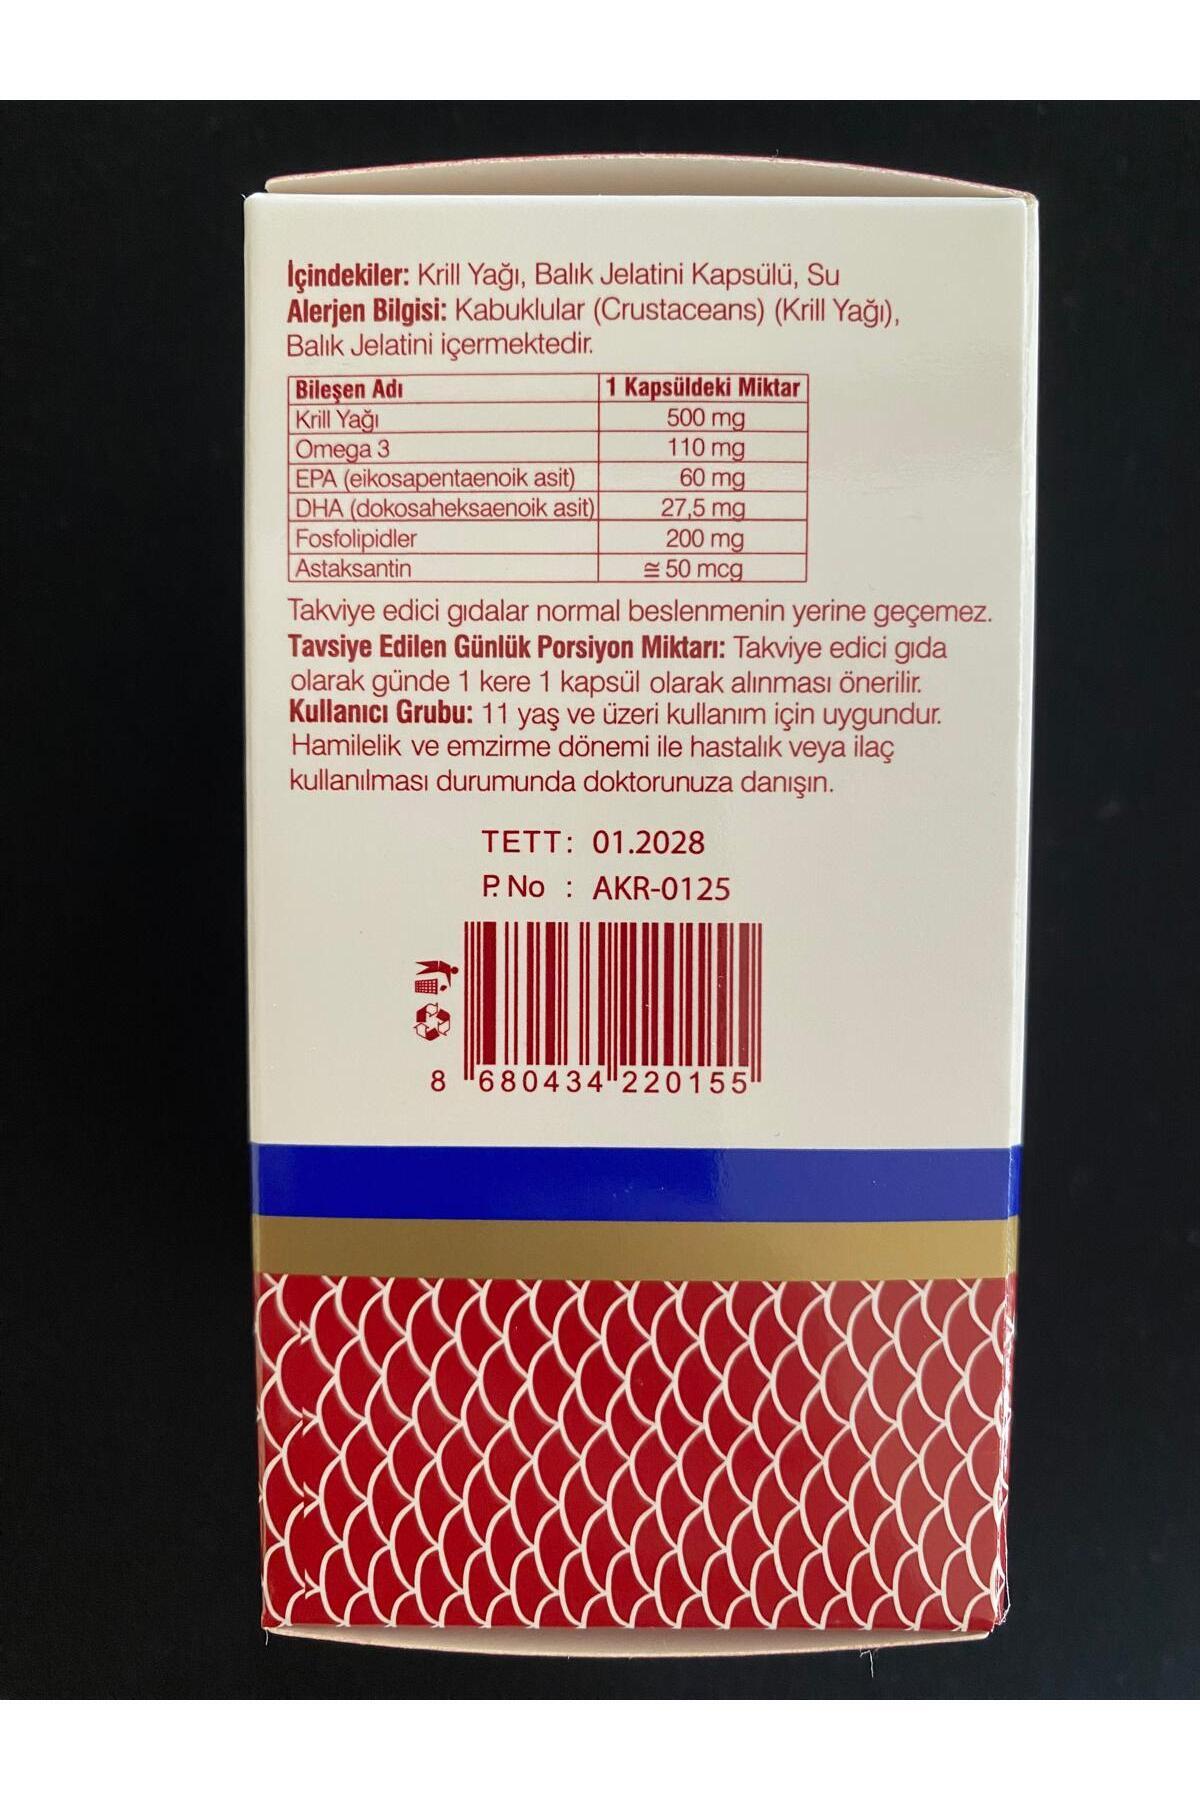 İçindekiler: Krill Yağı, Balık Jelatini Kapsülü, Su
Alerjen Bilgisi: Kabuklular (Crustaceans) (Krill Yağı),
Balık Jelatini içermektedir.
Bileşen Adı 1 Kapsüldeki Miktar
Krill Yağı 500 mg
Omega 3 110 mg
EPA (eikosapentaenoik asit) 60 mg
DHA (dokosaheksaenoik asit) 27,5 mg
Fosfolipidler 200 mg
Astaksantin ≅ 50 mcg
Takviye edici gıdalar normal beslenmenin yerine geçemez.
Tavsiye Edilen Günlük Porsiyon Miktarı: Takviye edici gıda
olarak günde 1 kere 1 kapsül olarak alınması önerilir.
Kullanıcı Grubu: 11 yaş ve üzeri kullanım için uygundur.
Hamilelik ve emzirme dönemi ile hastalık veya ilaç
kullanılması durumunda doktorunuza danışın.
TETT: 01.2028
P. No : AKR-0125
8 680434 220155